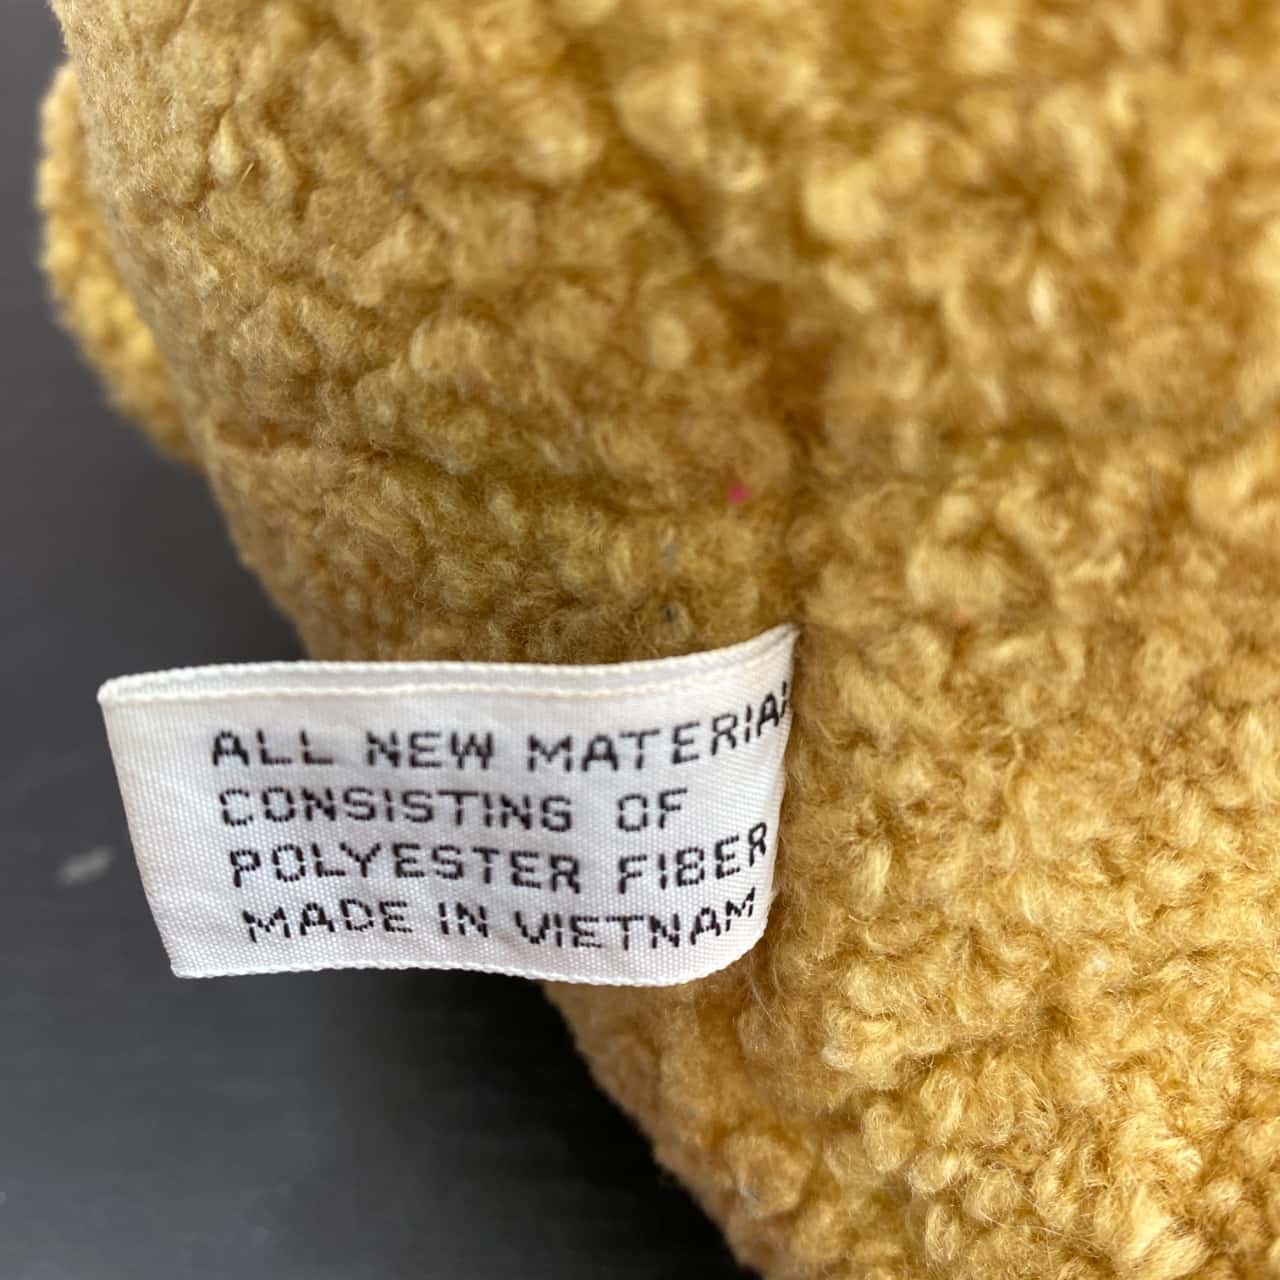 ALL NEW MATERIAL
CONSISTING OF
POLYESTER FIBER
MADE IN VIETNAM